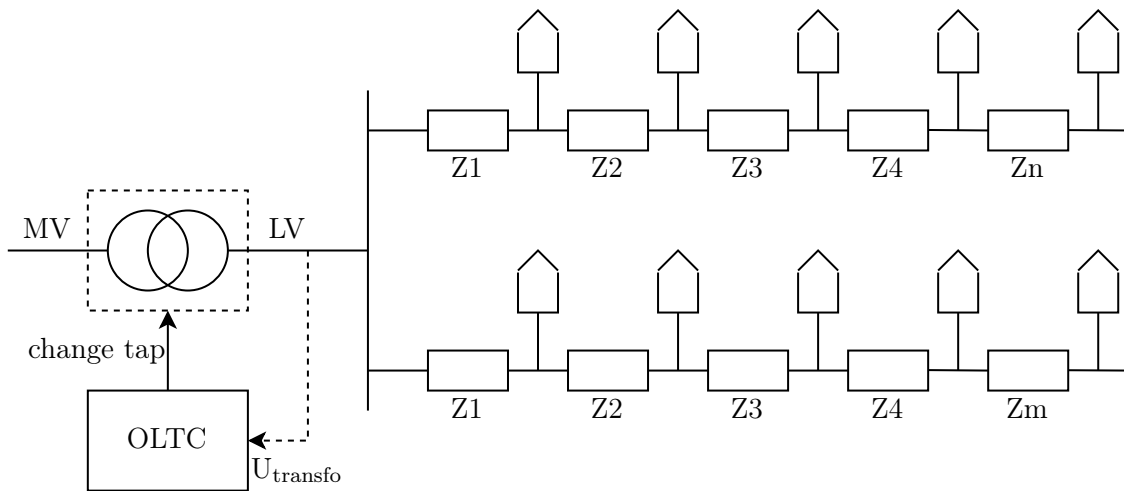 Z1 Z2 Z3 Z4 Zn
MV LV
change tap
Z1 Z2 Z3 Z4 Zm
OLTC
U_transfo